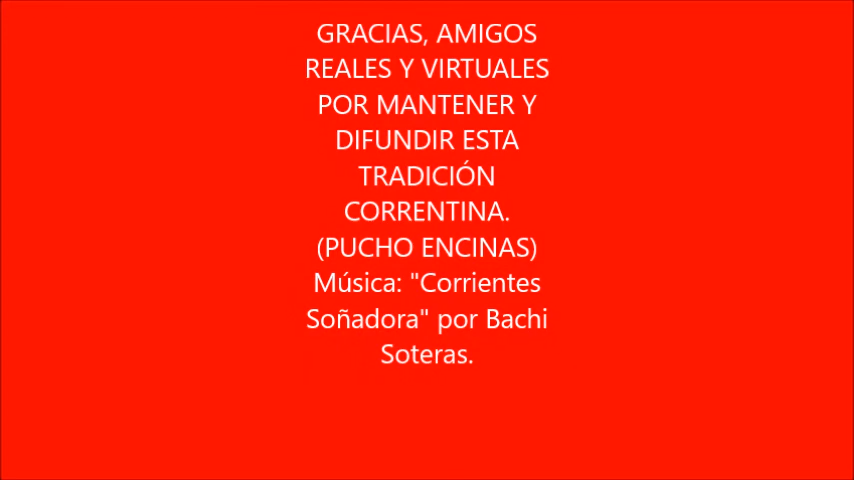 GRACIAS, AMIGOS
REALES Y VIRTUALES
POR MANTENER Y
DIFUNDIR ESTA
TRADICIÓN
CORRENTINA.
(PUCHO ENCINAS)
Música: "Corrientes
Soñadora" por Bachi
Soteras.